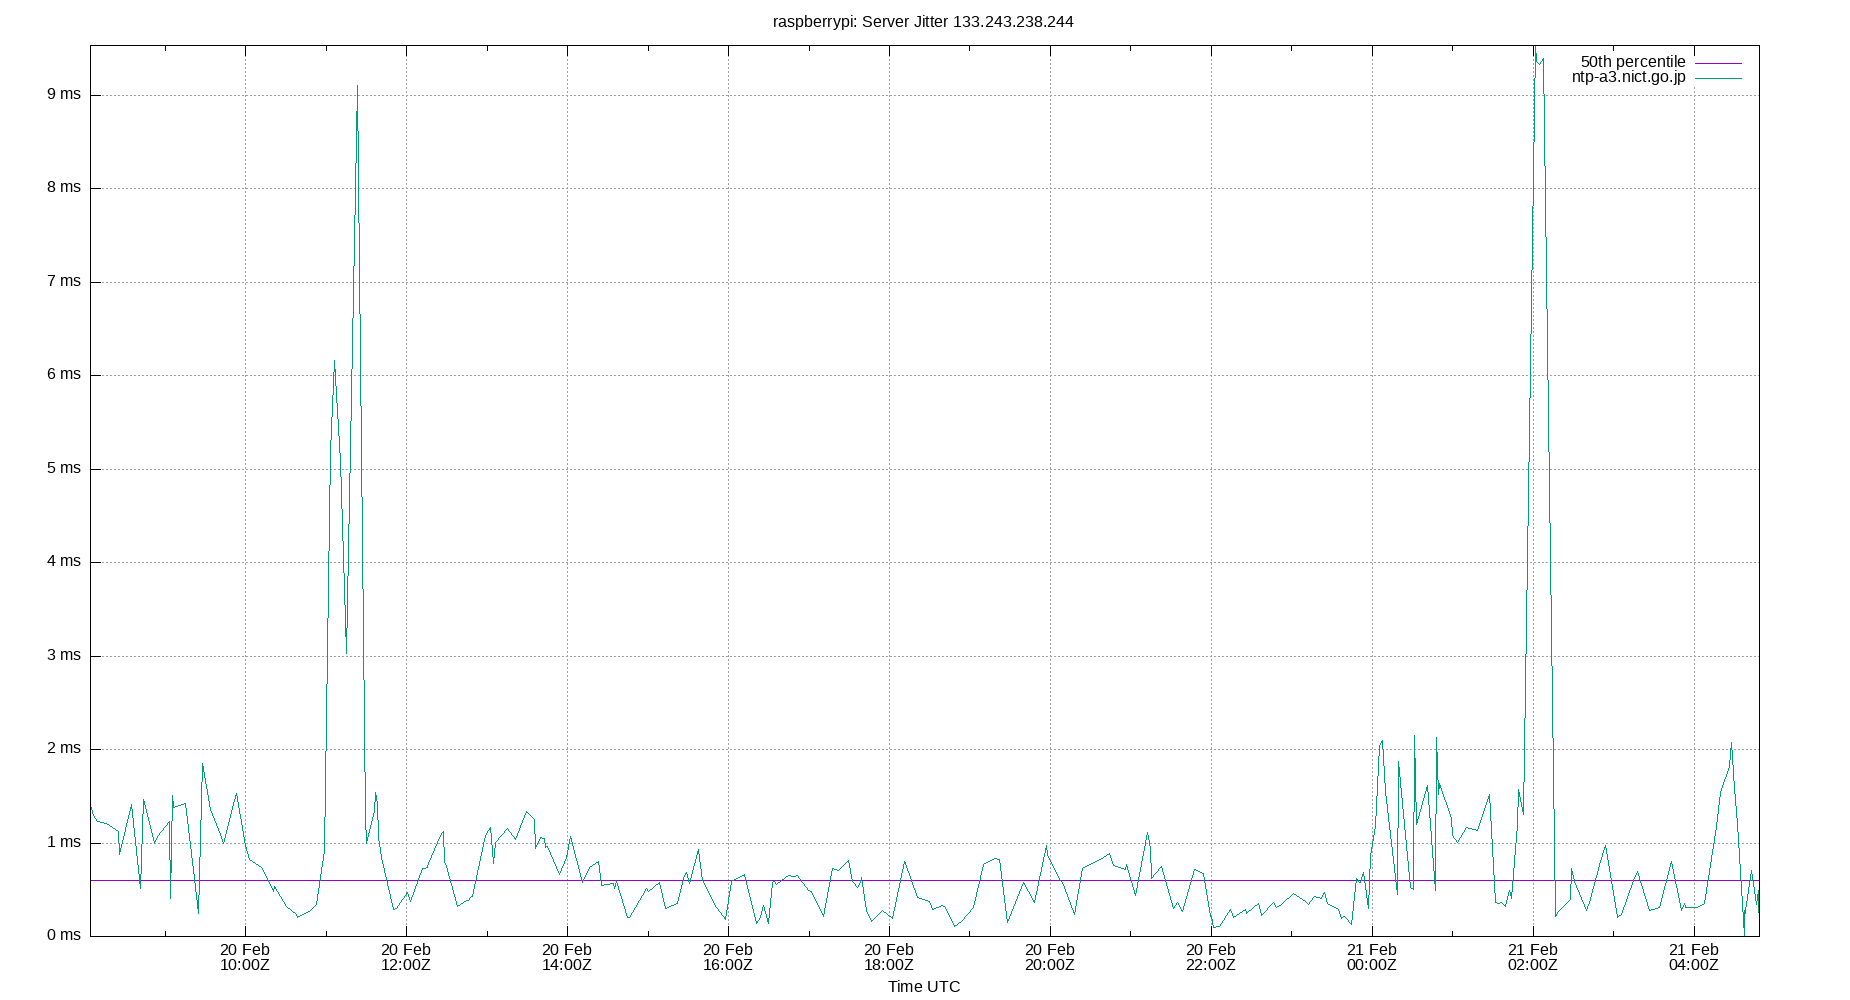 raspberrypi: Server Jitter 133.243.238.244
50th percentile
ntp-a3.nict.go.jp
9 ms
8 ms
7 ms
6 ms
5 ms
4 ms
3 ms
2 ms
1 ms
0 ms
20 Feb 20 Feb 20 Feb 20 Feb 20 Feb 20 Feb 20 Feb 21 Feb 21 Feb 21 Feb
10:00Z 12:00Z 14:00Z 16:00Z 18:00Z 20:00Z 22:00Z 00:00Z 02:00Z 04:00Z
Time UTC